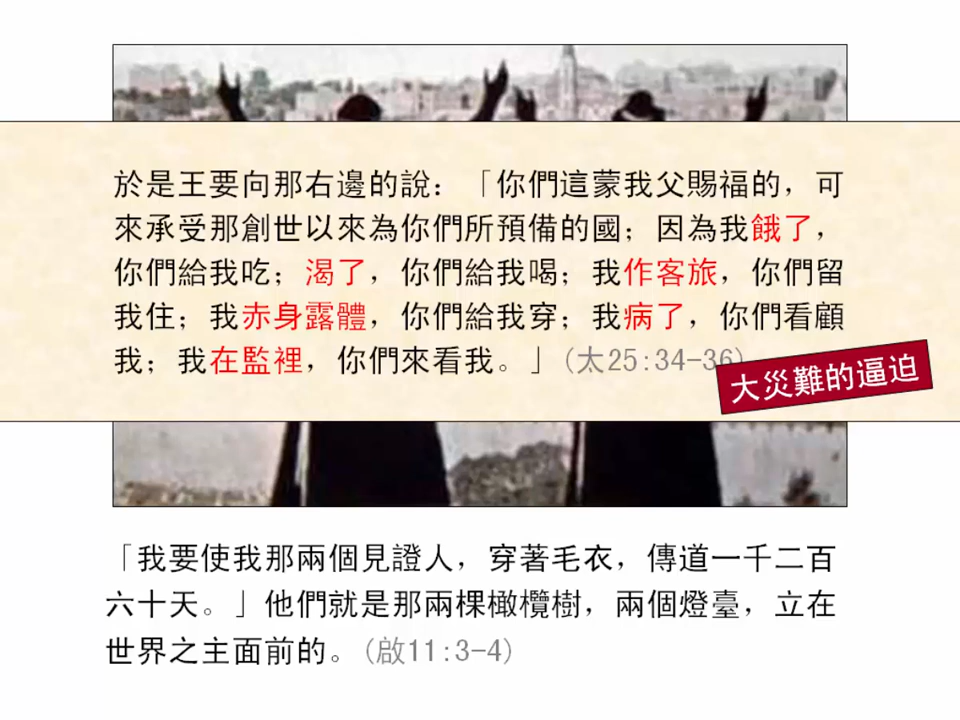 於是王要向那右邊的說：「你們這蒙我父賜福的，可
來承受那創世以來為你們所預備的國；因為我餓了，
你們給我吃；渴了，你們給我喝；我作客旅，你們留
我住；我赤身露體，你們給我穿；我病了，你們看顧
我；我在監裡，你們來看我。」(太25:34-36)
大災難的逼迫
「我要使我那兩個見證人，穿著毛衣，傳道一千二百
六十天。」他們就是那兩棵橄欖樹，兩個燈臺，立在
世界之主面前的。(啟11:3-4)